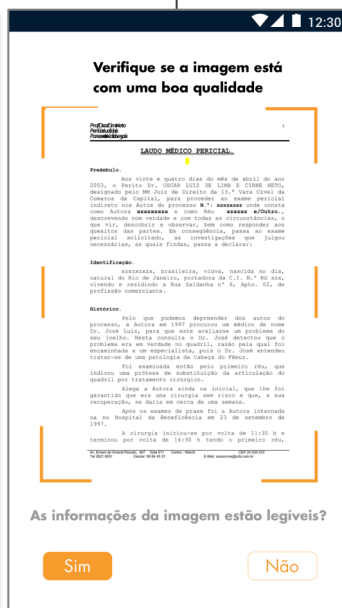 12:30
Verifique se a imagem está
com uma boa qualidade
1
LAUDO MÉDICO PERICIAL.
Preâmbulo.
Aos vinte e quatro dias do mês de abril do ano
2003, o Perito Dr. OSCAR LUIZ DE LIMA E CIRNE NETO,
designado pelo MM Juiz de Direito da 13.ª Vara Cível da
Comarca da Capital, para proceder ao exame pericial
indireto nos Autos do processo N.º: xxxxxxxx onde consta
como Autora xxxxxxxxx e como Réu xxxxxx e/Outro.,
descrevendo com verdade e com todas as circunstâncias, o
que vir, descobrir e observar, bem como responder aos
quesitos das partes. Em conseqüência, passa ao exame
pericial solicitado, as investigações que julgou
necessárias, as quais findas, passa a declarar:
Identificação.
xxxxxxxxx, brasileira, viúva, nascida no dia,
natural do Rio de Janeiro, portadora da C.I. N.º RG xxx,
vivendo e residindo a Rua Saldanha nº 6, Apto. 02, de
profissão comerciante.
Histórico.
Pelo que pudemos depreender dos autos do
processo, a Autora em 1997 procurou um médico de nome
Dr. José Luiz, para que este avaliasse um problema do
seu joelho. Nesta consulta o Dr. José detectou que o
problema era em verdade no quadril, razão pela qual foi
encaminhada a um especialista, pois o Dr. José entendeu
tratar-se de uma patologia da Cabeça do Fêmur.
Foi examinada então pelo primeiro réu, que
indicou uma prótese de substituição da articulação do
quadril por tratamento cirúrgico.
Alega a Autora ainda na inicial, que lhe foi
garantido que era uma cirurgia sem risco e que, a sua
recuperação, se daria em cerca de uma semana.
Após os exames de praxe foi a Autora internada
na no Hospital da Beneficência em 23 de setembro de
1997.
A cirurgia iniciou-se por volta de 11:30 h e
terminou por volta de 14:30 h tendo o primeiro réu,
As informações da imagem estão legíveis?
Sim
Não